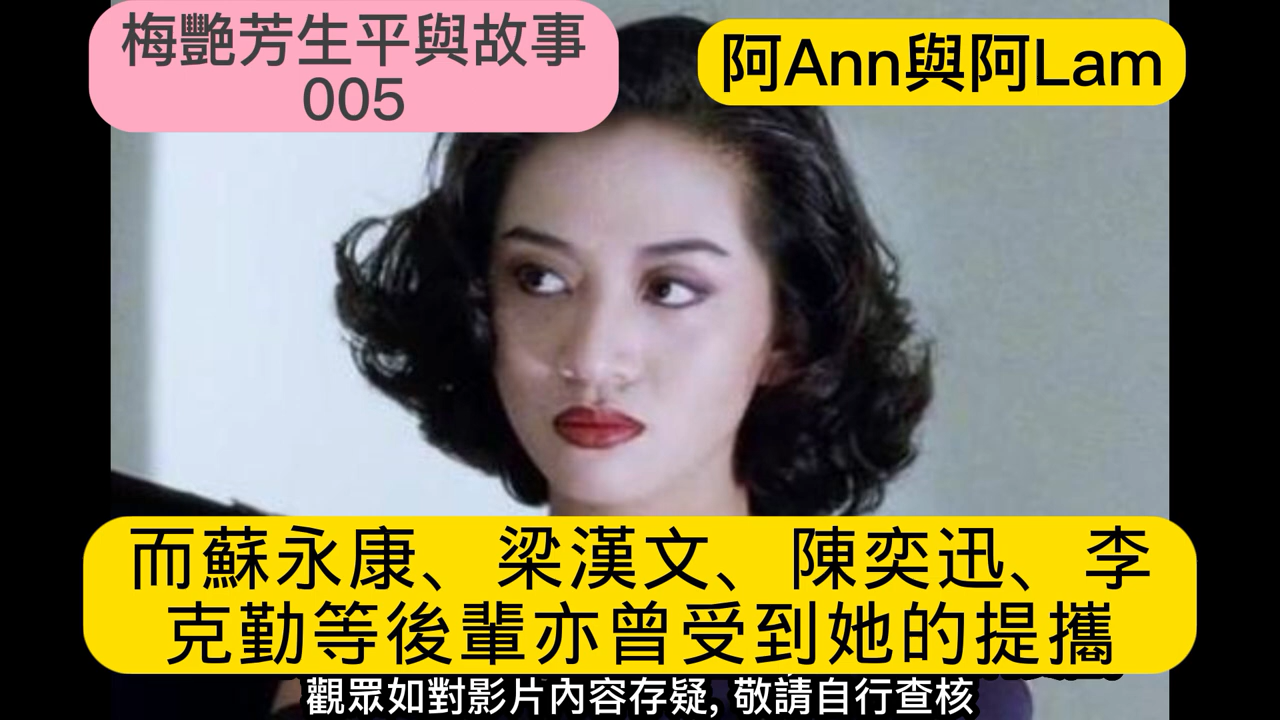 梅艷芳生平與故事
005
阿Ann與阿Lam
而蘇永康、梁漢文、陳奕迅、李
克勤等後輩亦曾受到她的提攜
觀眾如對影片內容存疑, 敬請自行查核